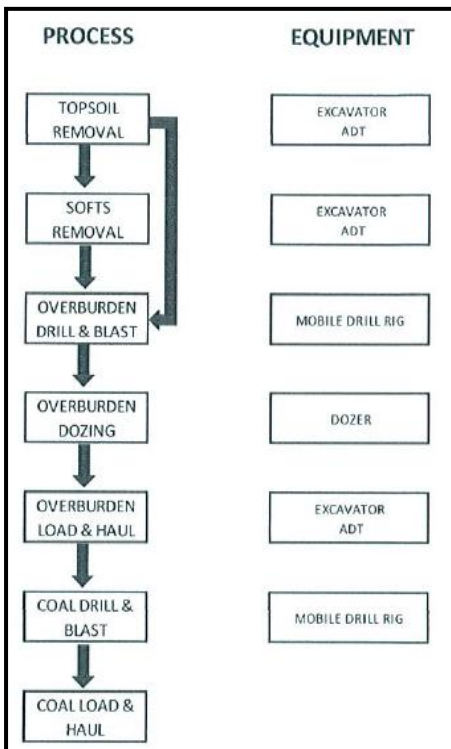 PROCESS
EQUIPMENT
TOPSOIL
REMOVAL
EXCAVATOR
ADT
SOFTS
REMOVAL
EXCAVATOR
ADT
OVERBURDEN
DRILL & BLAST
MOBILE DRILL RIG
OVERBURDEN
DOZING
DOZER
OVERBURDEN
LOAD & HAUL
EXCAVATOR
ADT
COAL DRILL &
BLAST
MOBILE DRILL RIG
COAL LOAD &
HAUL